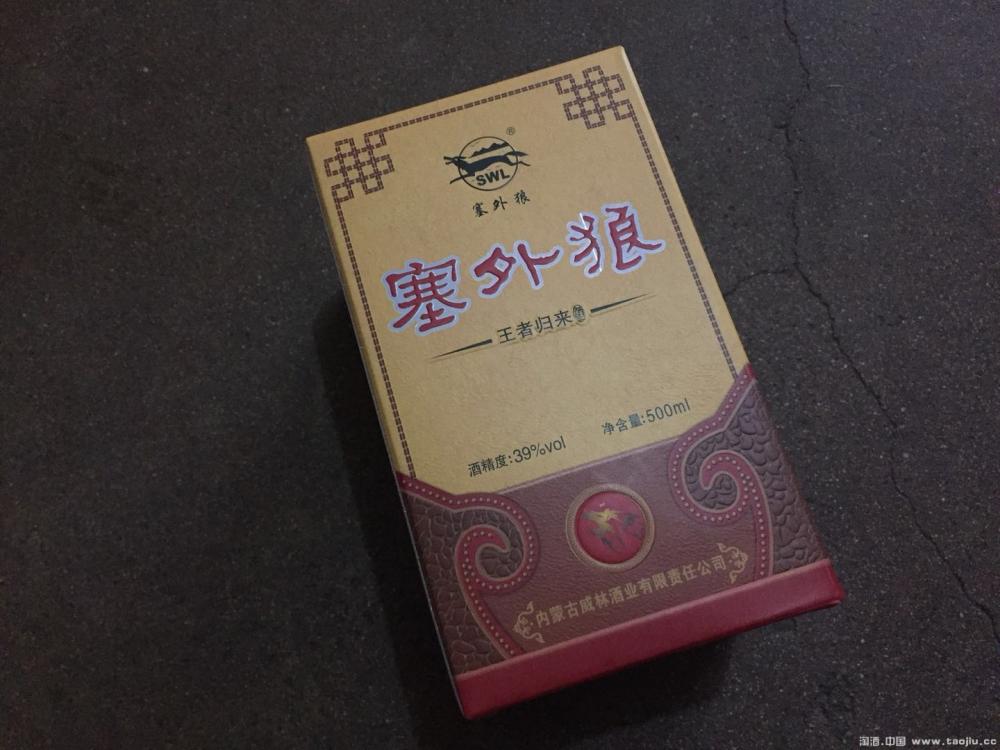 ®
SWL
塞外狼
塞外狼
王者归来
酒精度:39%vol 净含量:500ml
内蒙古威林酒业有限责任公司
淘酒.中国 www.taojiu.cc